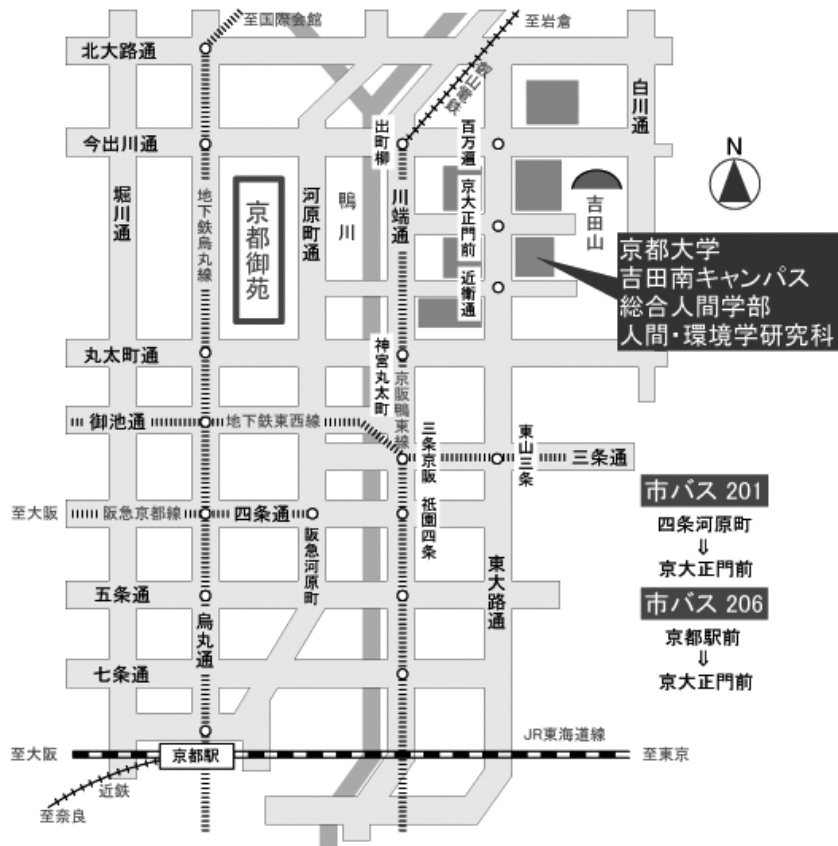 至国際会館
至岩倉
北大路通
叡山電鉄
白川通
今出川通
出町柳
百万遍
N
堀川通
地下鉄烏丸線
京都御苑
河原町通
鴨川
川端通
京大正門前
吉田山
近衛通
京都大学
吉田南キャンパス
総合人間学部
人間・環境学研究科
丸太町通
神宮丸太町
京阪鴨東線
御池通
地下鉄東西線
三条京阪
東山三条
三条通
至大阪
阪急京都線
四条通
阪急河原町
祇園四条
市バス 201
四条河原町
⇓
京大正門前
五条通
烏丸通
東大路通
市バス 206
京都駅前
⇓
京大正門前
七条通
JR東海道線
至大阪
京都駅
至東京
近鉄
至奈良